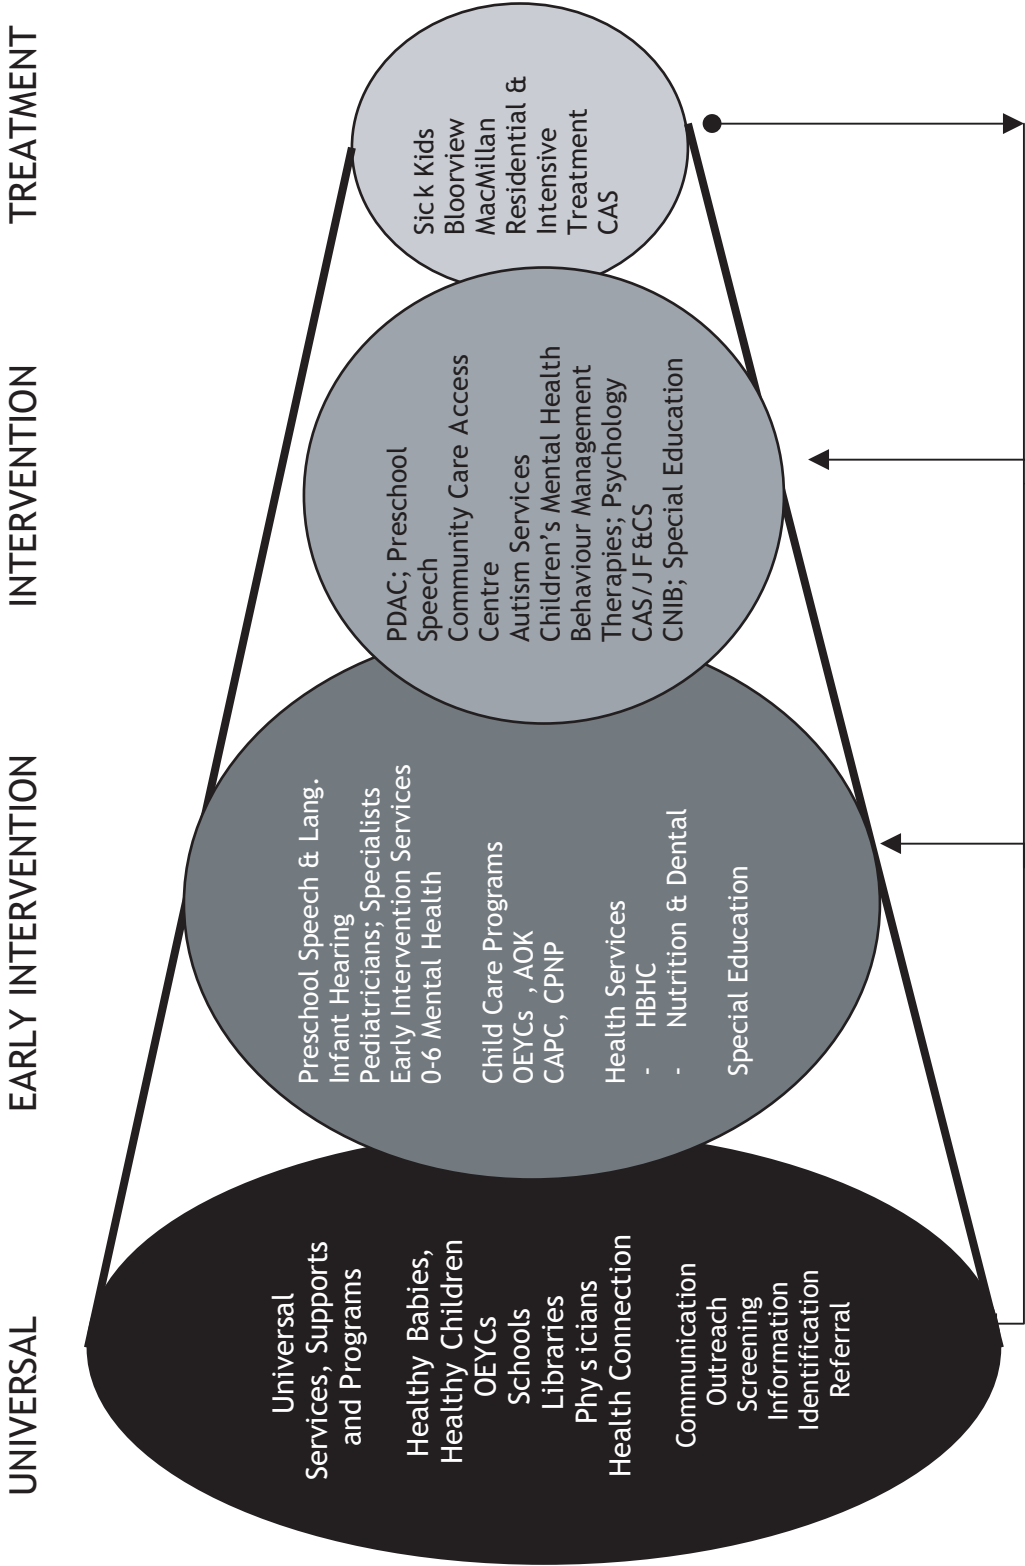 UNIVERSAL
EARLY INTERVENTION
INTERVENTION
TREATMENT
Universal
Services, Supports
and Programs
Healthy Babies,
Healthy Children
OEYCs
Schools
Libraries
Physicians
Health Connection
Communication
Outreach
Screening
Information
Identification
Referral
Preschool Speech & Lang.
Infant Hearing
Pediatricians; Specialists
Early Intervention Services
0-6 Mental Health
Child Care Programs
OEYCs , AOK
CAPC, CPNP
Health Services
- HBHC
- Nutrition & Dental
Special Education
PDAC; Preschool
Speech
Community Care Access
Centre
Autism Services
Children's Mental Health
Behaviour Management
Therapies; Psychology
CAS/JF&CS
CNIB; Special Education
Sick Kids
Bloorview
MacMillan
Residential &
Intensive
Treatment
CAS